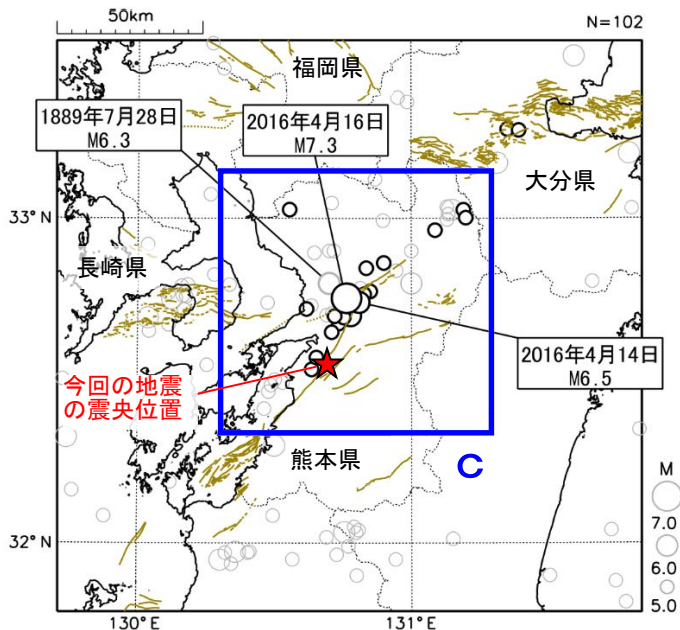 50km
N=102
福岡県
1889年7月28日
M6.3
2016年4月16日
M7.3
大分県
33°N
長崎県
2016年4月14日
M6.5
今回の地震
の震央位置
熊本県
C
M
7.0
6.0
5.0
32°N
130°E
131°E